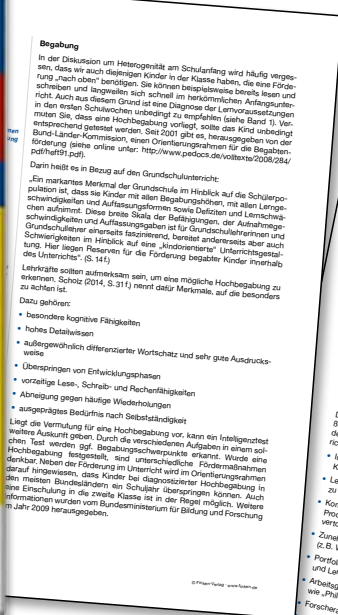 Begabung
In der Diskussion um Heterogenität am Schulanfang wird häufig verges-
sen, dass wir auch diejenigen Kinder in der Klasse haben, die eine Förde-
rung „nach oben“ benötigen. Sie können beispielsweise bereits lesen und
schreiben und langweilen sich schnell im herkömmlichen Anfangsunter-
richt. Auch aus diesem Grund ist eine Diagnose der Lernvoraussetzungen
in den ersten Schulwochen unbedingt zu empfehlen (siehe Band 1). Ver-
muten Sie, dass eine Hochbegabung vorliegt, sollte das Kind unbedingt
entsprechend getestet werden. Seit 2001 gibt es, herausgegeben von der
Bund-Länder-Kommission, einen Orientierungsrahmen für die Begabten-
förderung (siehe online unter: http://www.pedocs.de/volltexte/2008/284/
pdf/heft91.pdf).
Darin heißt es in Bezug auf den Grundschulunterricht:
„Ein markantes Merkmal der Grundschule im Hinblick auf die Schülerpo-
pulation ist, dass sie Kinder mit allen Begabungshöhen, mit allen Lernge-
schwindigkeiten und Auffassungsformen sowie Defiziten und Lernschwä-
chen aufnimmt. Diese breite Skala der Befähigungen, der Aufnahmege-
schwindigkeiten und Auffassungsgaben ist für Grundschullehrerinnen und
Grundschullehrer einerseits faszinierend, bereitet andererseits aber auch
Schwierigkeiten im Hinblick auf eine „kindorientierte“ Unterrichtsgestal-
tung. Hier liegen Reserven für die Förderung begabter Kinder innerhalb
des Unterrichts“. (S. 14 f.)
Lehrkräfte sollten aufmerksam sein, um eine mögliche Hochbegabung zu
erkennen. Scholz (2014, S. 31 f.) nennt dafür Merkmale, auf die besonders
zu achten ist.
Dazu gehören:
• besondere kognitive Fähigkeiten
• hohes Detailwissen
• außergewöhnlich differenzierter Wortschatz und sehr gute Ausdrucks-
weise
• Überspringen von Entwicklungsphasen
• vorzeitige Lese-, Schreib- und Rechenfähigkeiten
• Abneigung gegen häufige Wiederholungen
• ausgeprägtes Bedürfnis nach Selbstständigkeit
Liegt die Vermutung für eine Hochbegabung vor, kann ein Intelligenztest
weitere Auskunft geben. Durch die verschiedenen Aufgaben in einem sol-
chen Test werden ggf. Begabungsschwerpunkte erkannt. Wurde eine
Hochbegabung festgestellt, sind unterschiedliche Fördermaßnahmen
denkbar. Neben der Förderung im Unterricht wird im Orientierungsrahmen
darauf hingewiesen, dass Kinder bei diagnostizierter Hochbegabung in
den meisten Bundesländern ein Schuljahr überspringen können. Auch
eine Einschulung in die zweite Klasse ist in der Regel möglich. Weitere
Informationen wurden vom Bundesministerium für Bildung und Forschung
im Jahr 2009 herausgegeben.